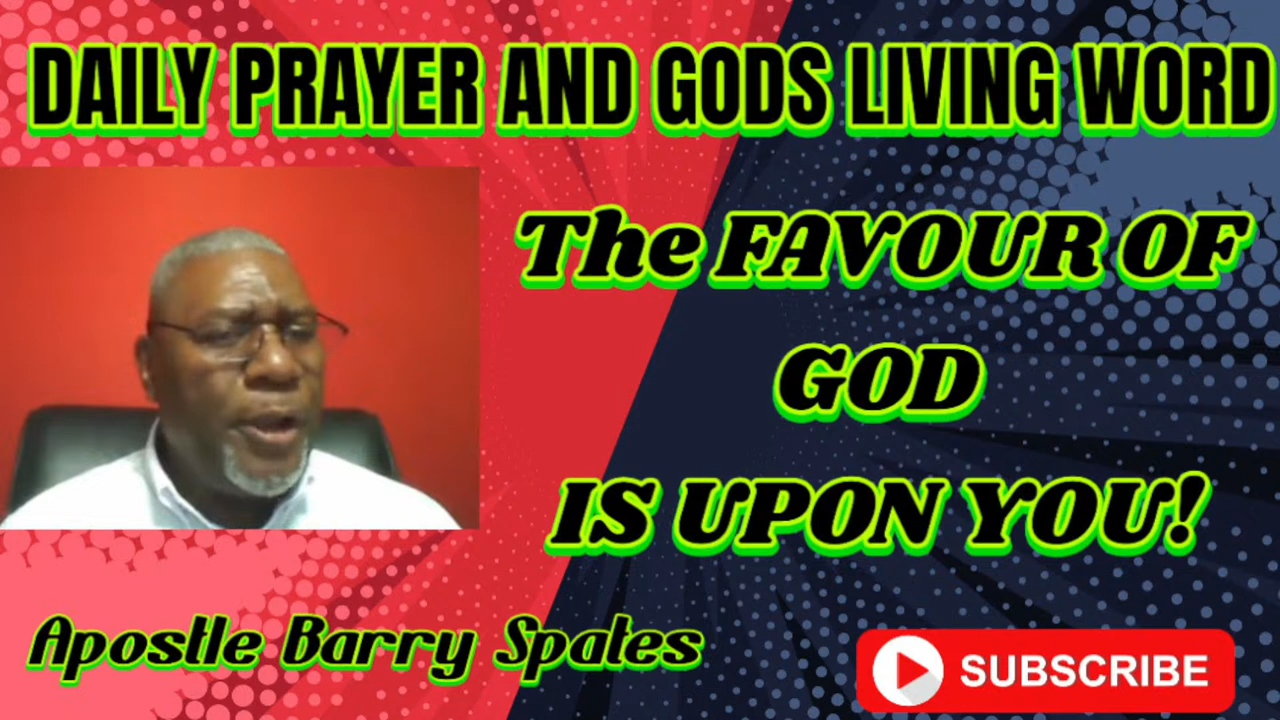 DAILY PRAYER AND GODS LIVING WORD
The FAVOUR OF
GOD
IS UPON YOU!
Apostle Barry Spates
SUBSCRIBE